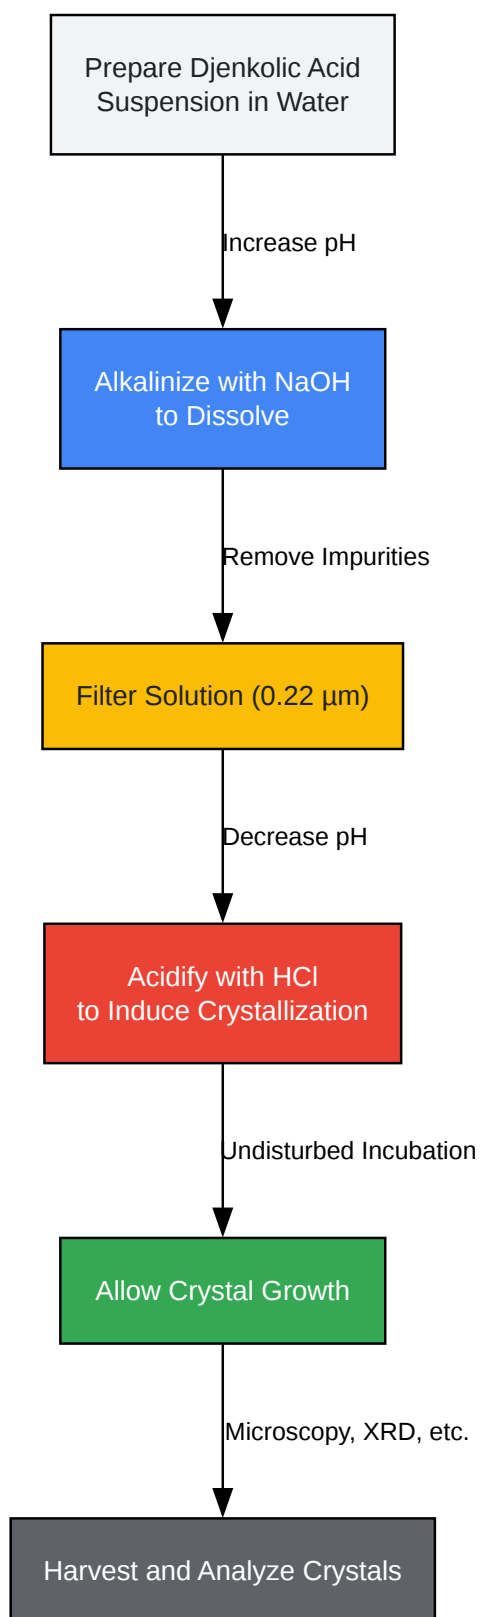 Prepare Djenkolic Acid
Suspension in Water
Increase pH
Alkalinize with NaOH
to Dissolve
Remove Impurities
Filter Solution (0.22 µm)
Decrease pH
Acidify with HCl
to Induce Crystallization
Undisturbed Incubation
Allow Crystal Growth
Microscopy, XRD, etc.
Harvest and Analyze Crystals